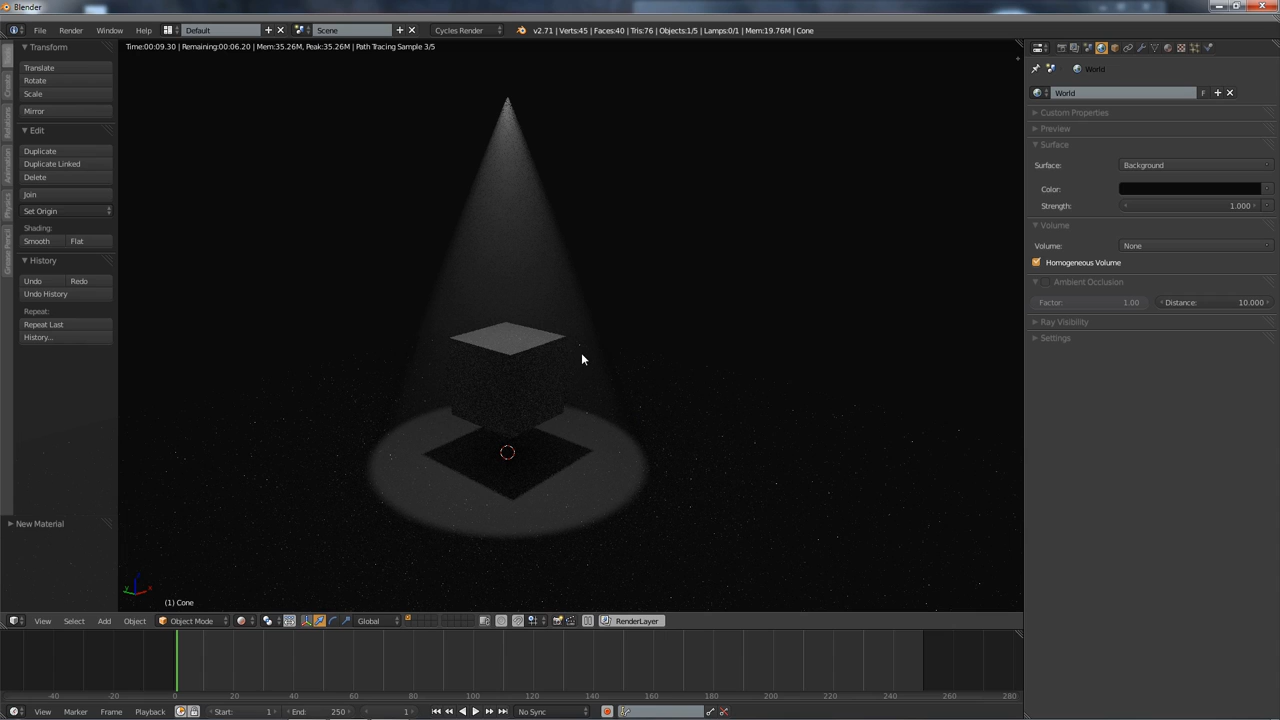 Blender
File Render Window Help Default Scene Cycles Render v2.71 | Verts:45 | Faces:40 | Tris:76 | Objects:1/5 | Lamps:0/1 | Mem:19.76M | Cone
Time:00:09.30 | Remaining:00:06.20 | Mem:35.26M, Peak:35.26M | Path Tracing Sample 3/5
Transform
Translate
Rotate
Scale
Mirror
Edit
Duplicate
Duplicate Linked
Delete
Join
Set Origin
Shading:
Smooth Flat
History
Undo Redo
Undo History
Repeat:
Repeat Last
History...
New Material
Create
Relations
Animation
Physics
Grease Pencil
(1) Cone
World
World F
Custom Properties
Preview
Surface
Surface: Background
Color:
Strength: 1.000
Volume
Volume: None
Homogeneous Volume
Ambient Occlusion
Factor: 1.00 Distance: 10.000
Ray Visibility
Settings
View Select Add Object Object Mode Global RenderLayer
-40 -20 0 20 40 60 80 100 120 140 160 180 200 220 240 260 280
View Marker Frame Playback Start: 1 End: 250 1 No Sync